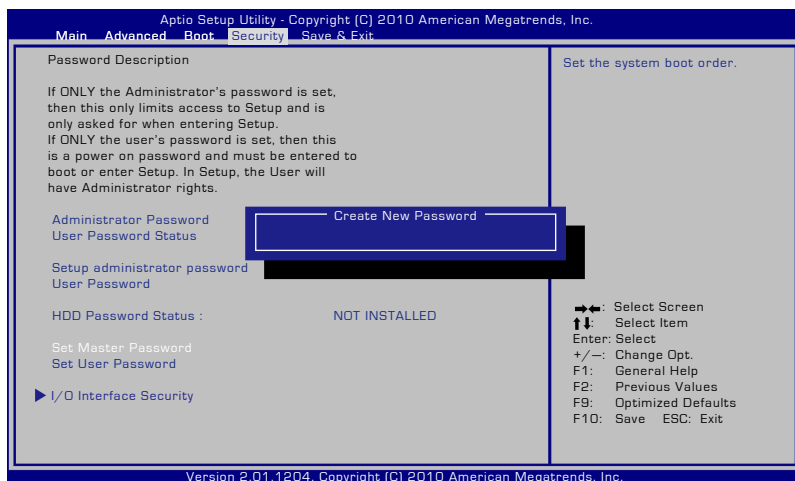 Aptio Setup Utility - Copyright (C) 2010 American Megatrends, Inc.
Main Advanced Boot Security Save & Exit
Password Description
If ONLY the Administrator's password is set,
then this only limits access to Setup and is
only asked for when entering Setup.
If ONLY the user's password is set, then this
is a power on password and must be entered to
boot or enter Setup. In Setup, the User will
have Administrator rights.
Administrator Password
User Password Status
Create New Password
Setup administrator password
User Password
HDD Password Status : NOT INSTALLED
Set Master Password
Set User Password
I/O Interface Security
Set the system boot order.
→←: Select Screen
↑↓: Select Item
Enter: Select
+/—: Change Opt.
F1: General Help
F2: Previous Values
F9: Optimized Defaults
F10: Save ESC: Exit
Version 2.01.1204. Copyright (C) 2010 American Megatrends, Inc.